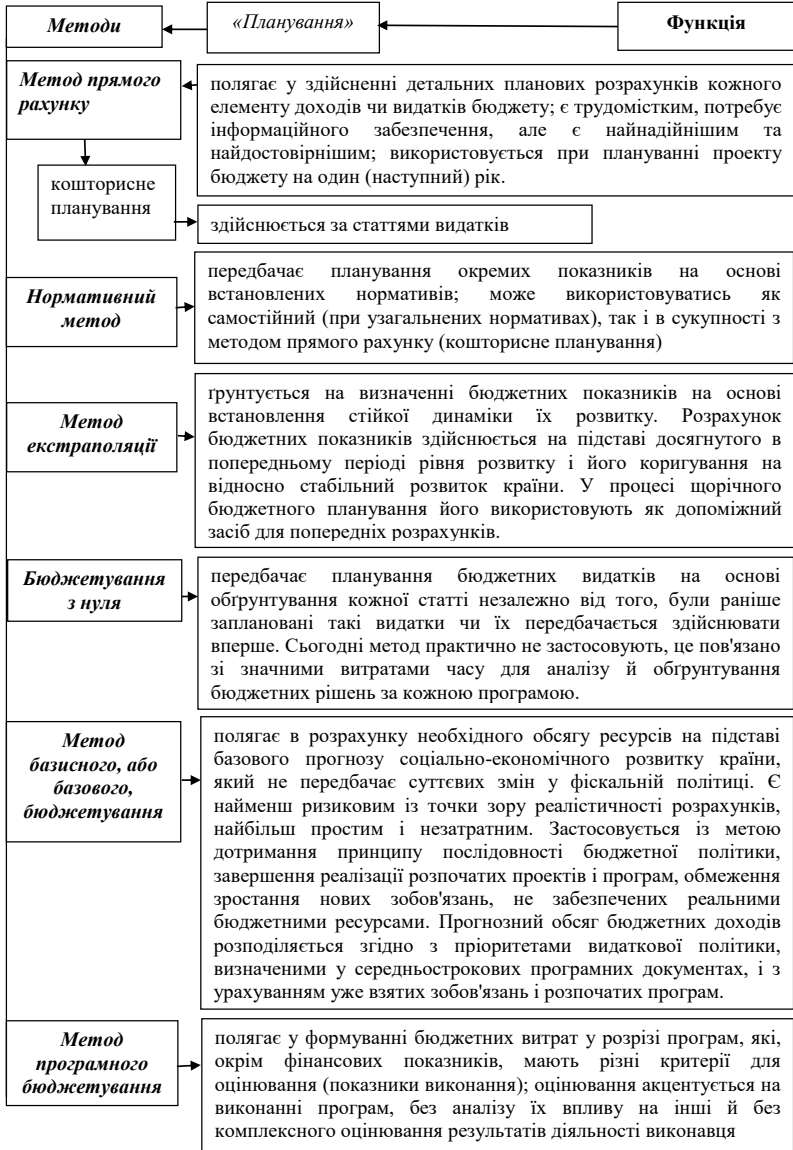 Методи
«Планування»
Функція
Метод прямого
рахунку
полягає у здійсненні детальних планових розрахунків кожного
елементу доходів чи видатків бюджету; є трудомістким, потребує
інформаційного забезпечення, але є найнадійнішим та
найдостовірнішим; використовується при плануванні проекту
бюджету на один (наступний) рік.
кошторисне
планування
здійснюється за статтями видатків
Нормативний
метод
передбачає планування окремих показників на основі
встановлених нормативів; може використовуватись як
самостійний (при узагальнених нормативах), так і в сукупності з
методом прямого рахунку (кошторисне планування)
Метод
екстраполяції
ґрунтується на визначенні бюджетних показників на основі
встановлення стійкої динаміки їх розвитку. Розрахунок
бюджетних показників здійснюється на підставі досягнутого в
попередньому періоді рівня розвитку і його коригування на
відносно стабільний розвиток країни. У процесі щорічного
бюджетного планування його використовують як допоміжний
засіб для попередніх розрахунків.
Бюджетування
з нуля
передбачає планування бюджетних видатків на основі
обґрунтування кожної статті незалежно від того, були раніше
заплановані такі видатки чи їх передбачається здійснювати
вперше. Сьогодні метод практично не застосовують, це пов'язано
зі значними витратами часу для аналізу й обґрунтування
бюджетних рішень за кожною програмою.
Метод
базисного, або
базового,
бюджетування
полягає в розрахунку необхідного обсягу ресурсів на підставі
базового прогнозу соціально-економічного розвитку країни,
який не передбачає суттєвих змін у фіскальній політиці. Є
найменш ризиковим із точки зору реалістичності розрахунків,
найбільш простим і незатратним. Застосовується із метою
дотримання принципу послідовності бюджетної політики,
завершення реалізації розпочатих проектів і програм, обмеження
зростання нових зобов'язань, не забезпечених реальними
бюджетними ресурсами. Прогнозний обсяг бюджетних доходів
розподіляється згідно з пріоритетами видаткової політики,
визначеними у середньострокових програмних документах, і з
урахуванням уже взятих зобов'язань і розпочатих програм.
Метод
програмного
бюджетування
полягає у формуванні бюджетних витрат у розрізі програм, які,
окрім фінансових показників, мають різні критерії для
оцінювання (показники виконання); оцінювання акцентується на
виконанні програм, без аналізу їх впливу на інші й без
комплексного оцінювання результатів діяльності виконавця